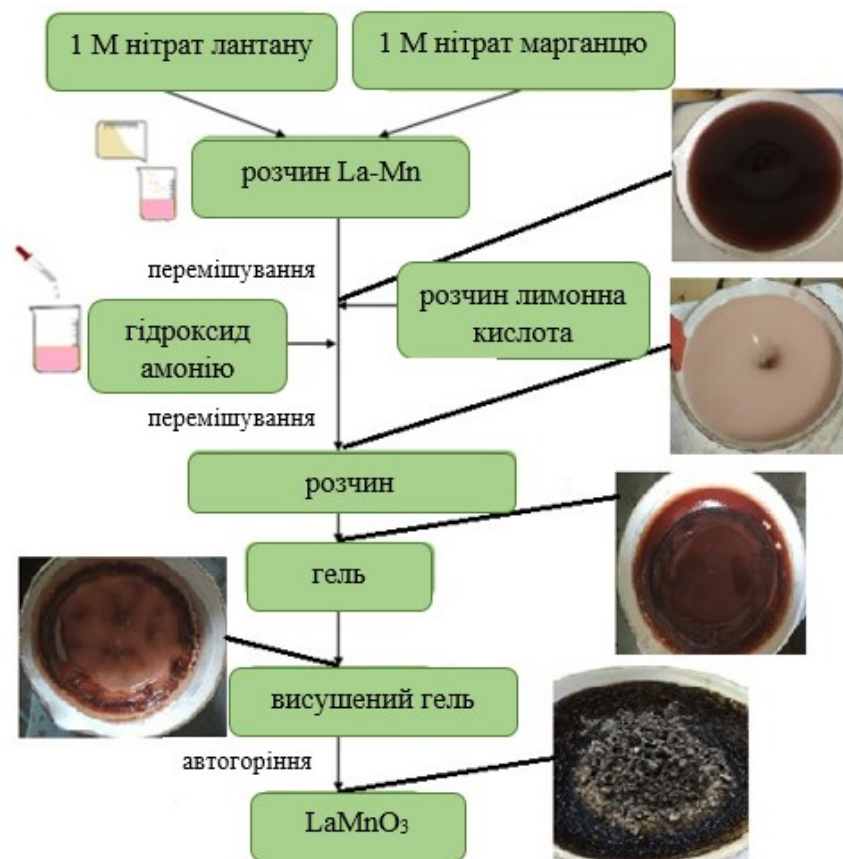 1 М нітрат лантану
1 М нітрат марганцю
розчин La-Mn
перемішування
розчин лимонна
кислота
гідроксид
амонію
перемішування
розчин
гель
висушений гель
автогоріння
LaMnO₃